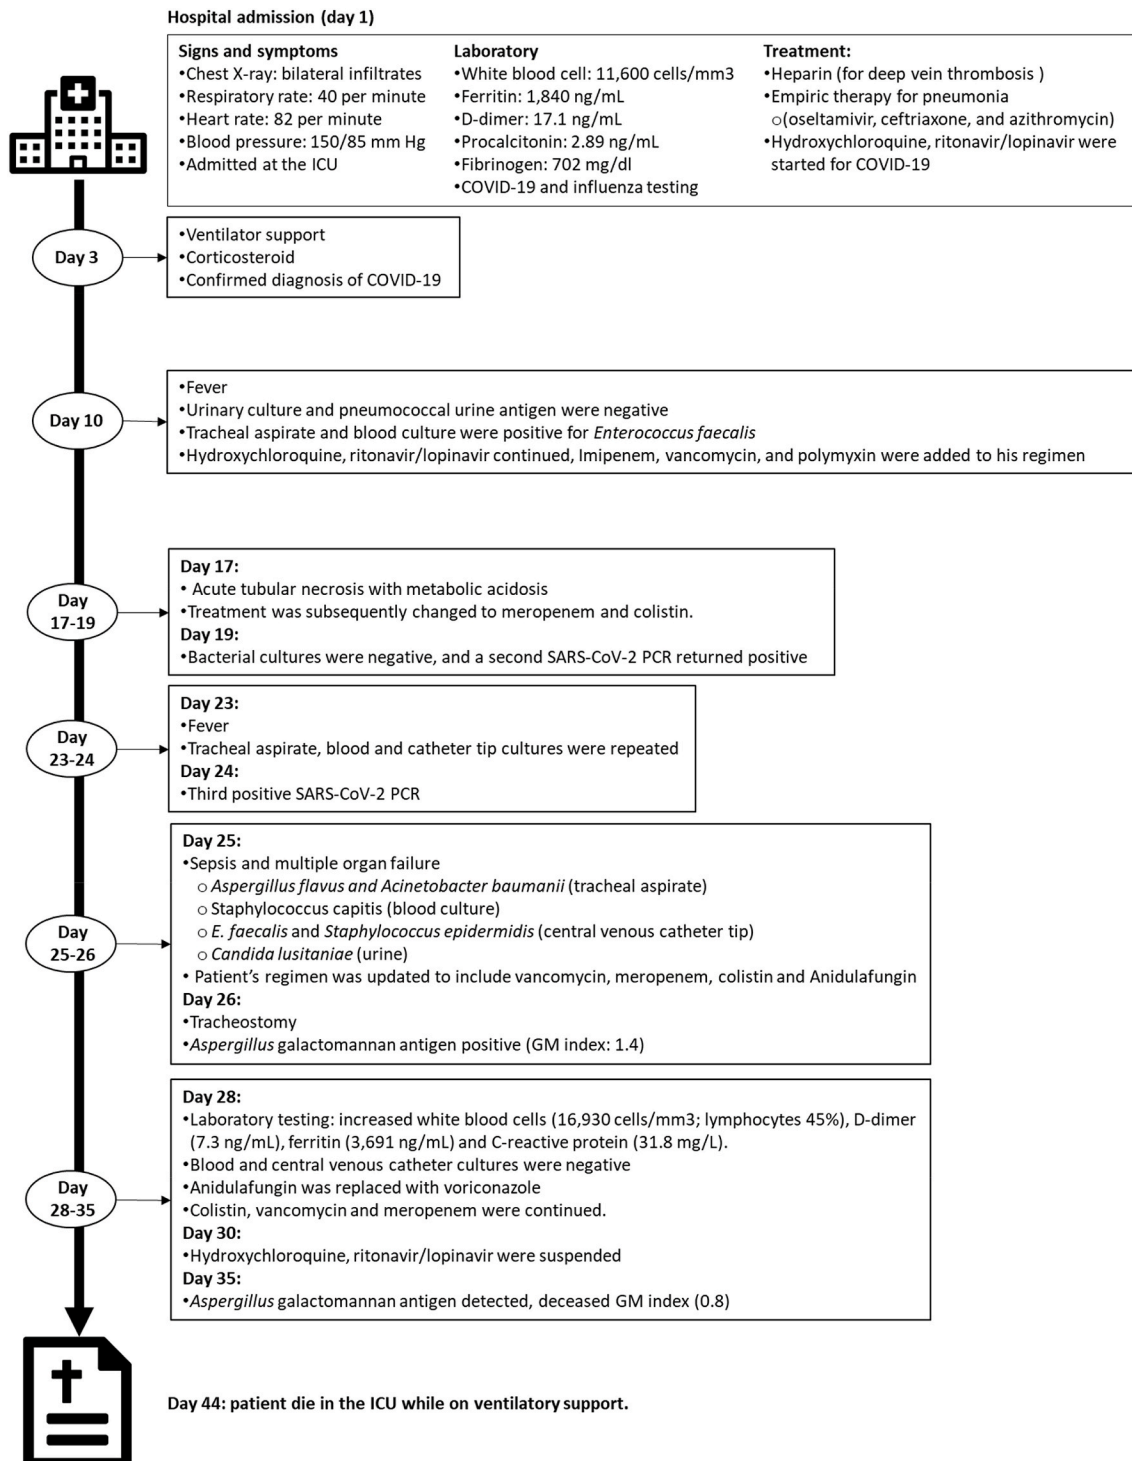 Hospital admission (day 1)
Signs and symptoms
•Chest X-ray: bilateral infiltrates
•Respiratory rate: 40 per minute
•Heart rate: 82 per minute
•Blood pressure: 150/85 mm Hg
•Admitted at the ICU
Laboratory
•White blood cell: 11,600 cells/mm3
•Ferritin: 1,840 ng/mL
•D-dimer: 17.1 ng/mL
•Procalcitonin: 2.89 ng/mL
•Fibrinogen: 702 mg/dl
•COVID-19 and influenza testing
Treatment:
•Heparin (for deep vein thrombosis )
•Empiric therapy for pneumonia
o(oseltamivir, ceftriaxone, and azithromycin)
•Hydroxychloroquine, ritonavir/lopinavir were
started for COVID-19
Day 3
•Ventilator support
•Corticosteroid
•Confirmed diagnosis of COVID-19
Day 10
•Fever
•Urinary culture and pneumococcal urine antigen were negative
•Tracheal aspirate and blood culture were positive for Enterococcus faecalis
•Hydroxychloroquine, ritonavir/lopinavir continued, Imipenem, vancomycin, and polymyxin were added to his regimen
Day
17-19
Day 17:
• Acute tubular necrosis with metabolic acidosis
•Treatment was subsequently changed to meropenem and colistin.
Day 19:
•Bacterial cultures were negative, and a second SARS-CoV-2 PCR returned positive
Day
23-24
Day 23:
•Fever
•Tracheal aspirate, blood and catheter tip cultures were repeated
Day 24:
•Third positive SARS-CoV-2 PCR
Day
25-26
Day 25:
•Sepsis and multiple organ failure
o Aspergillus flavus and Acinetobacter baumanii (tracheal aspirate)
o Staphylococcus capitis (blood culture)
o E. faecalis and Staphylococcus epidermidis (central venous catheter tip)
o Candida lusitaniae (urine)
• Patient's regimen was updated to include vancomycin, meropenem, colistin and Anidulafungin
Day 26:
•Tracheostomy
•Aspergillus galactomannan antigen positive (GM index: 1.4)
Day
28-35
Day 28:
•Laboratory testing: increased white blood cells (16,930 cells/mm3; lymphocytes 45%), D-dimer
(7.3 ng/mL), ferritin (3,691 ng/mL) and C-reactive protein (31.8 mg/L).
•Blood and central venous catheter cultures were negative
•Anidulafungin was replaced with voriconazole
•Colistin, vancomycin and meropenem were continued.
Day 30:
•Hydroxychloroquine, ritonavir/lopinavir were suspended
Day 35:
•Aspergillus galactomannan antigen detected, deceased GM index (0.8)
Day 44: patient die in the ICU while on ventilatory support.